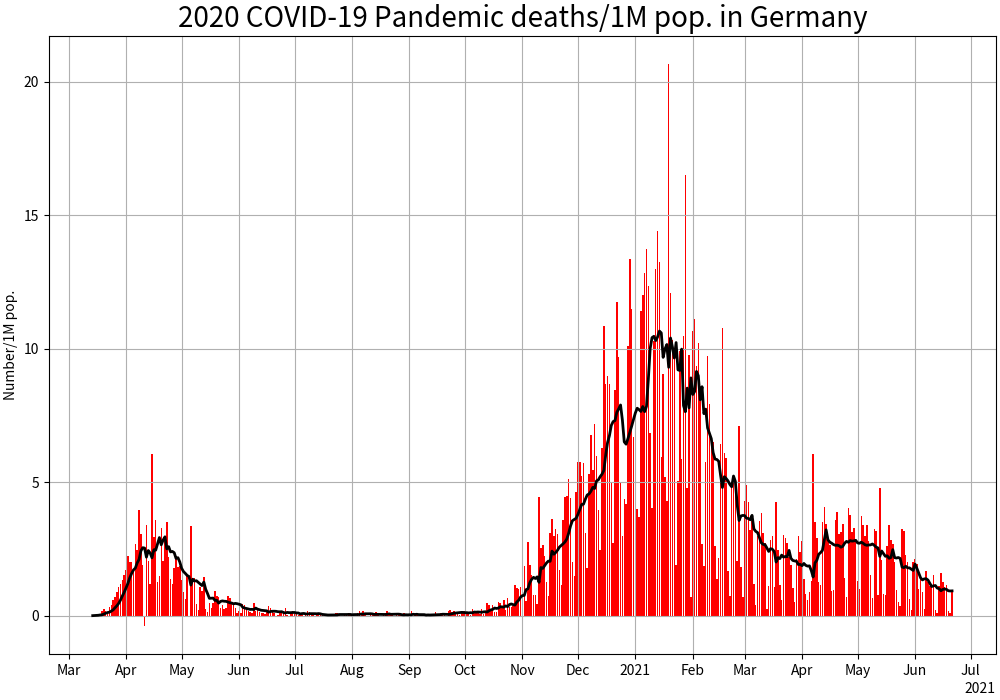 2020 COVID-19 Pandemic deaths/1M pop. in Germany
Number/1M pop.
20
15
10
5
0
Mar Apr May Jun Jul Aug Sep Oct Nov Dec 2021 Feb Mar Apr May Jun Jul
2021